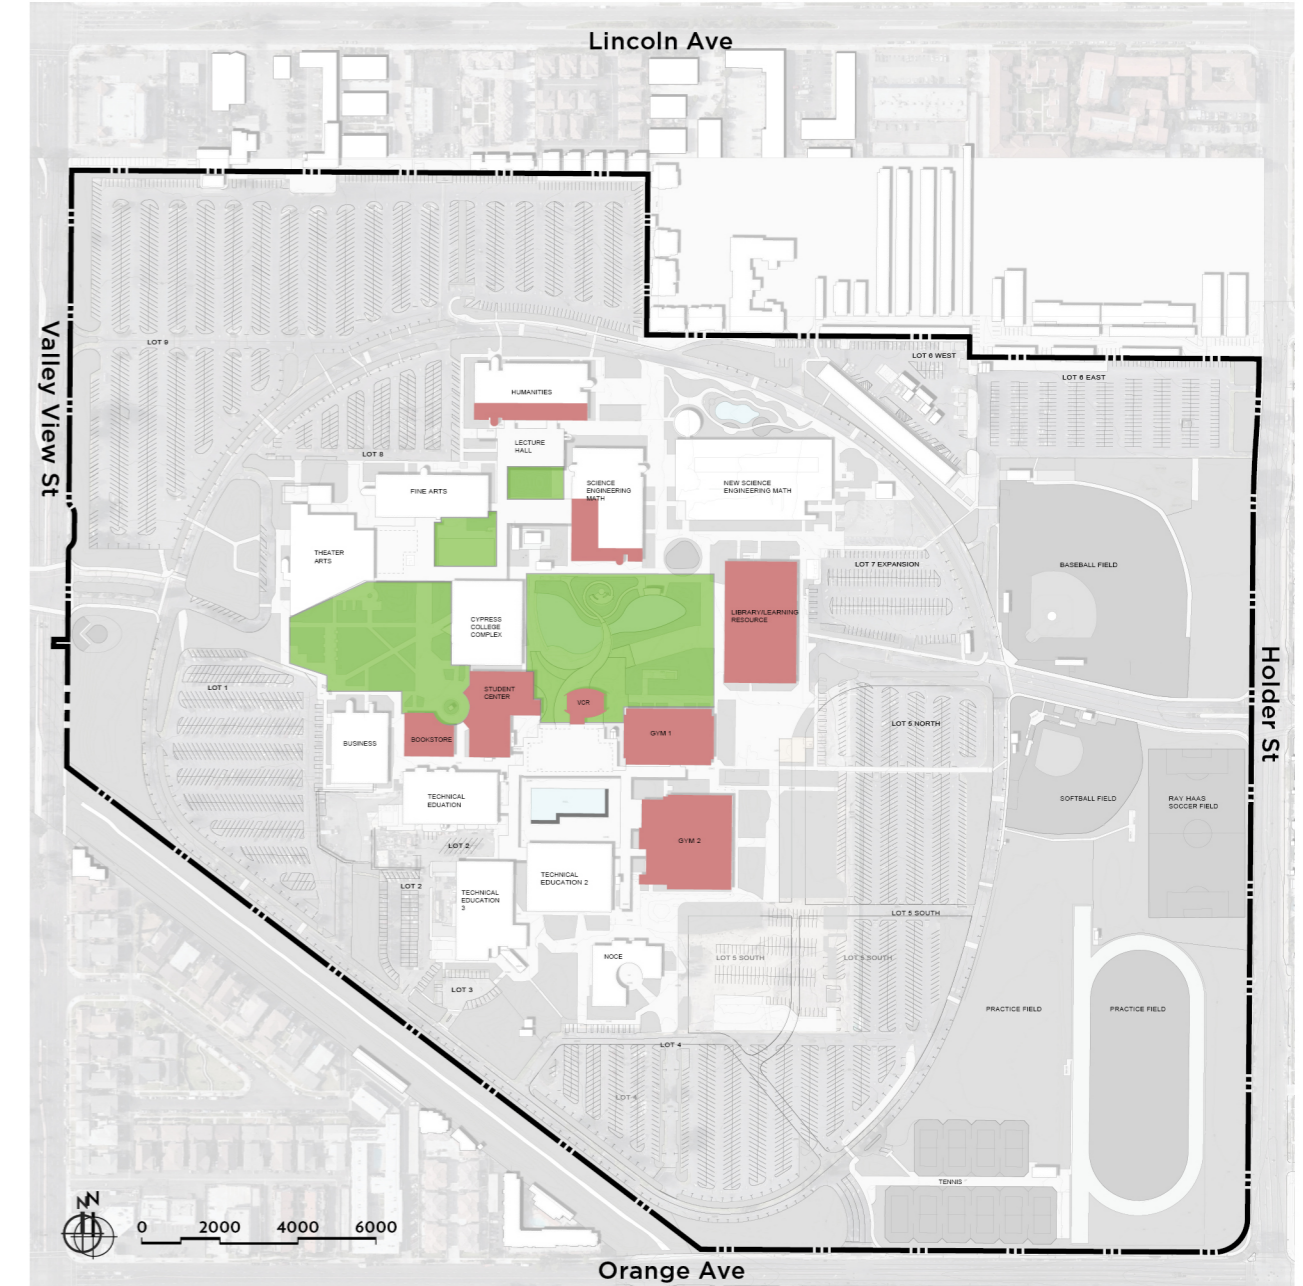 Lincoln Ave
Valley View St
Holder St
Orange Ave
LOT 9
LOT 6 WEST
LOT 6 EAST
HUMANITIES
LECTURE
HALL
LOT 8
FINE ARTS
SCIENCE
ENGINEERING
MATH
NEW SCIENCE
ENGINEERING MATH
THEATER
ARTS
LOT 7 EXPANSION
BASEBALL FIELD
CYPRESS
COLLEGE
COMPLEX
LIBRARY/LEARNING
RESOURCE
LOT 1
STUDENT
CENTER
VCR
BOOKSTORE
BUSINESS
GYM 1
LOT 5 NORTH
TECHNICAL
EDUATION
SOFTBALL FIELD
RAY HAAS
SOCCER FIELD
LOT 2
GYM 2
LOT 2
TECHNICAL
EDUCATION 2
TECHNICAL
EDUCATION
3
LOT 5 SOUTH
NOCE
LOT 5 SOUTH
LOT 5 SOUTH
LOT 3
PRACTICE FIELD
PRACTICE FIELD
LOT 4
LOT 4
TENNIS
N
N
0 2000 4000 6000